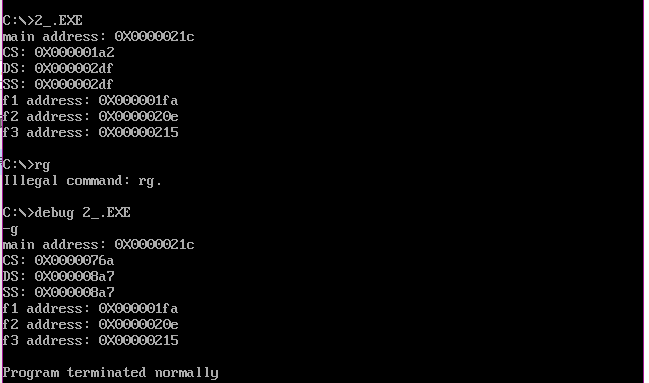 C:\>2_.EXE
main address: 0X0000021c
CS: 0X000001a2
DS: 0X000002df
SS: 0X000002df
f1 address: 0X000001fa
f2 address: 0X0000020e
f3 address: 0X00000215
C:\>rg
Illegal command: rg.
C:\>debug 2_.EXE
-g
main address: 0X0000021c
CS: 0X0000076a
DS: 0X000008a7
SS: 0X000008a7
f1 address: 0X000001fa
f2 address: 0X0000020e
f3 address: 0X00000215
Program terminated normally